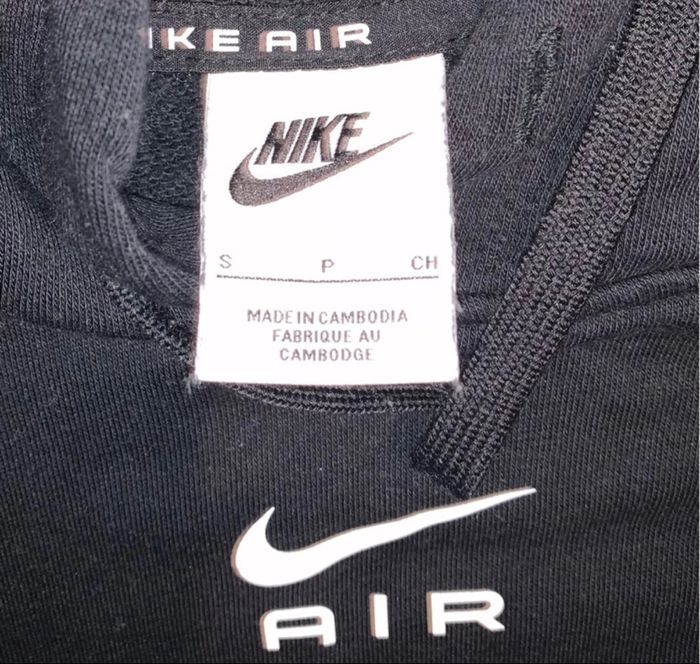 IKE AIR
NIKE
S P CH
MADE IN CAMBODIA
FABRIQUE AU
CAMBODGE
AIR